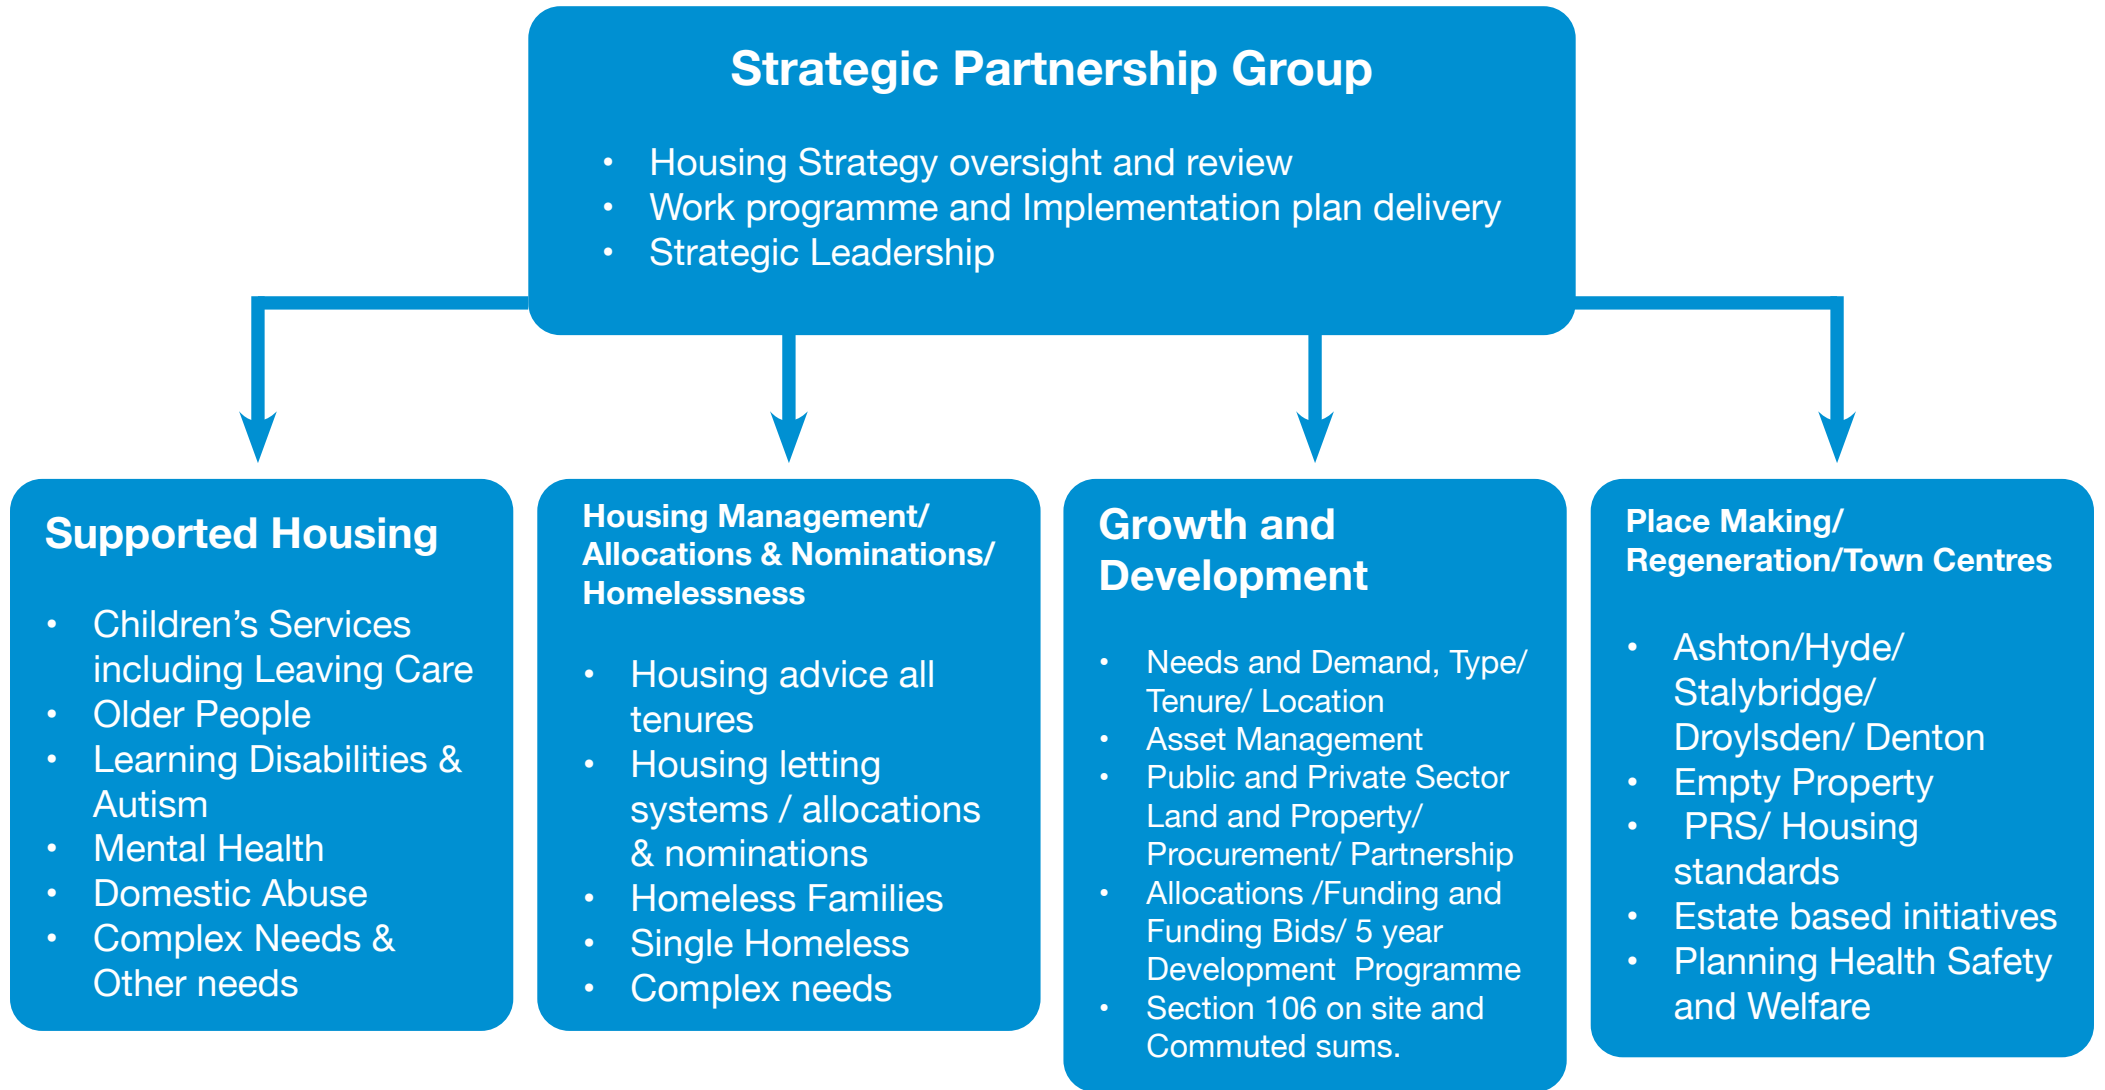 Strategic Partnership Group
• Housing Strategy oversight and review
• Work programme and Implementation plan delivery
• Strategic Leadership
Supported Housing
• Children’s Services
including Leaving Care
• Older People
• Learning Disabilities &
Autism
• Mental Health
• Domestic Abuse
• Complex Needs &
Other needs
Housing Management/
Allocations & Nominations/
Homelessness
• Housing advice all
tenures
• Housing letting
systems / allocations
& nominations
• Homeless Families
• Single Homeless
• Complex needs
Growth and
Development
• Needs and Demand, Type/
Tenure/ Location
• Asset Management
• Public and Private Sector
Land and Property/
Procurement/ Partnership
• Allocations /Funding and
Funding Bids/ 5 year
Development Programme
• Section 106 on site and
Commuted sums.
Place Making/
Regeneration/Town Centres
• Ashton/Hyde/
Stalybridge/
Droylsden/ Denton
• Empty Property
• PRS/ Housing
standards
• Estate based initiatives
• Planning Health Safety
and Welfare